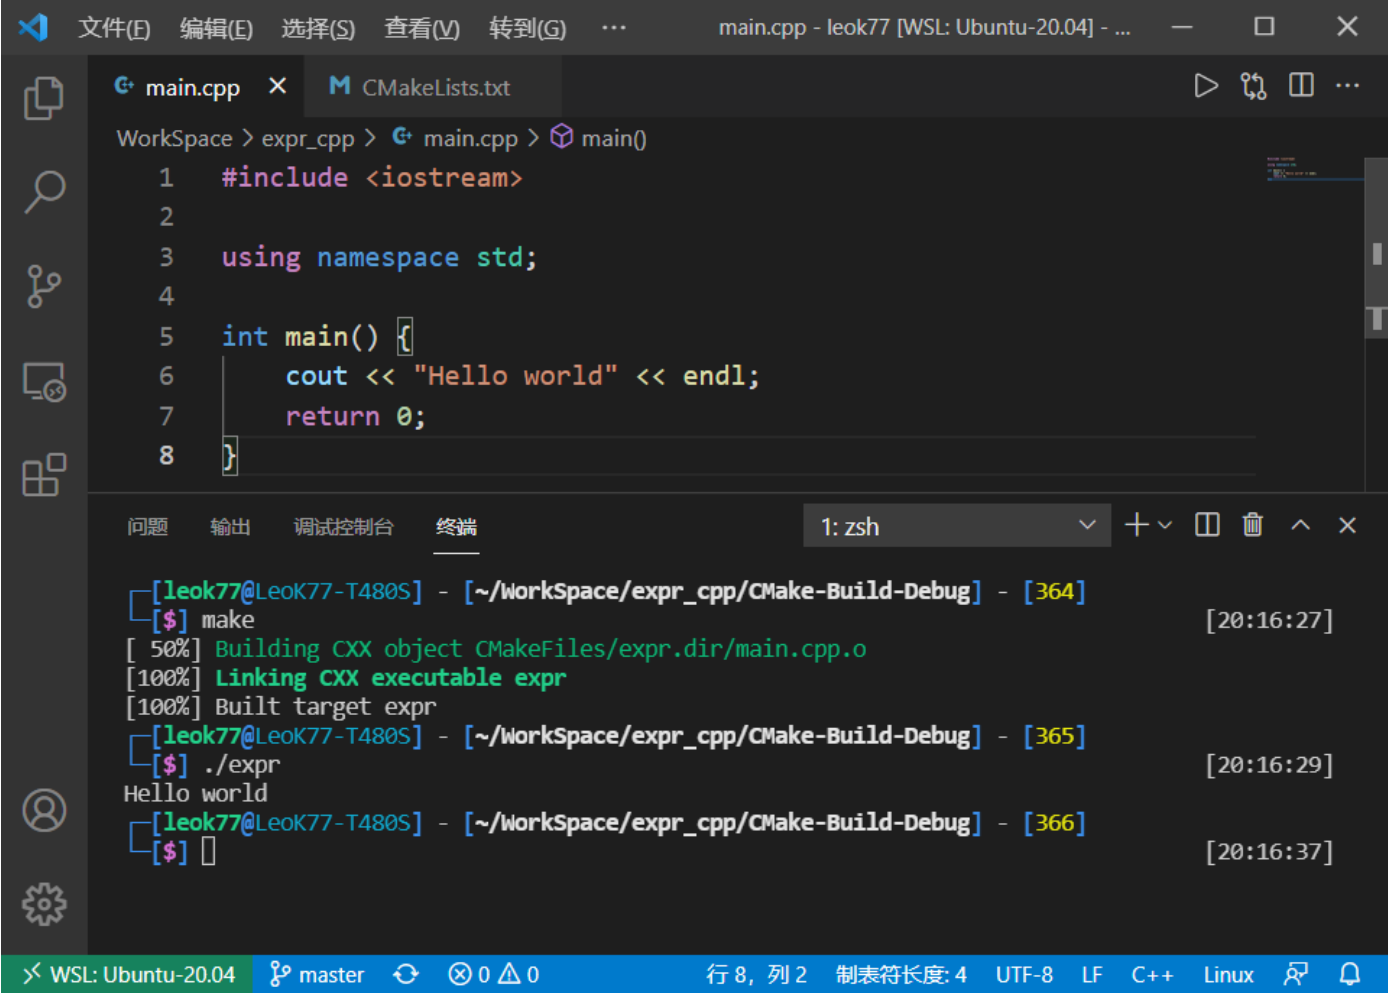 文件(F) 编辑(E) 选择(S) 查看(V) 转到(G) ··· main.cpp - leok77 [WSL: Ubuntu-20.04] - ...
main.cpp CMakeLists.txt
WorkSpace > expr_cpp > main.cpp > main()
1 #include <iostream>
2
3 using namespace std;
4
5 int main() {
6 cout << "Hello world" << endl;
7 return 0;
8 }
问题 输出 调试控制台 终端 1: zsh
[leok77@LeoK77-T480S] - [~/WorkSpace/expr_cpp/CMake-Build-Debug] - [364]
[$] make [20:16:27]
[ 50%] Building CXX object CMakeFiles/expr.dir/main.cpp.o
[100%] Linking CXX executable expr
[100%] Built target expr
[leok77@LeoK77-T480S] - [~/WorkSpace/expr_cpp/CMake-Build-Debug] - [365]
[$] ./expr [20:16:29]
Hello world
[leok77@LeoK77-T480S] - [~/WorkSpace/expr_cpp/CMake-Build-Debug] - [366]
[$] [20:16:37]
WSL: Ubuntu-20.04 master 0 0 行 8，列 2 制表符长度: 4 UTF-8 LF C++ Linux